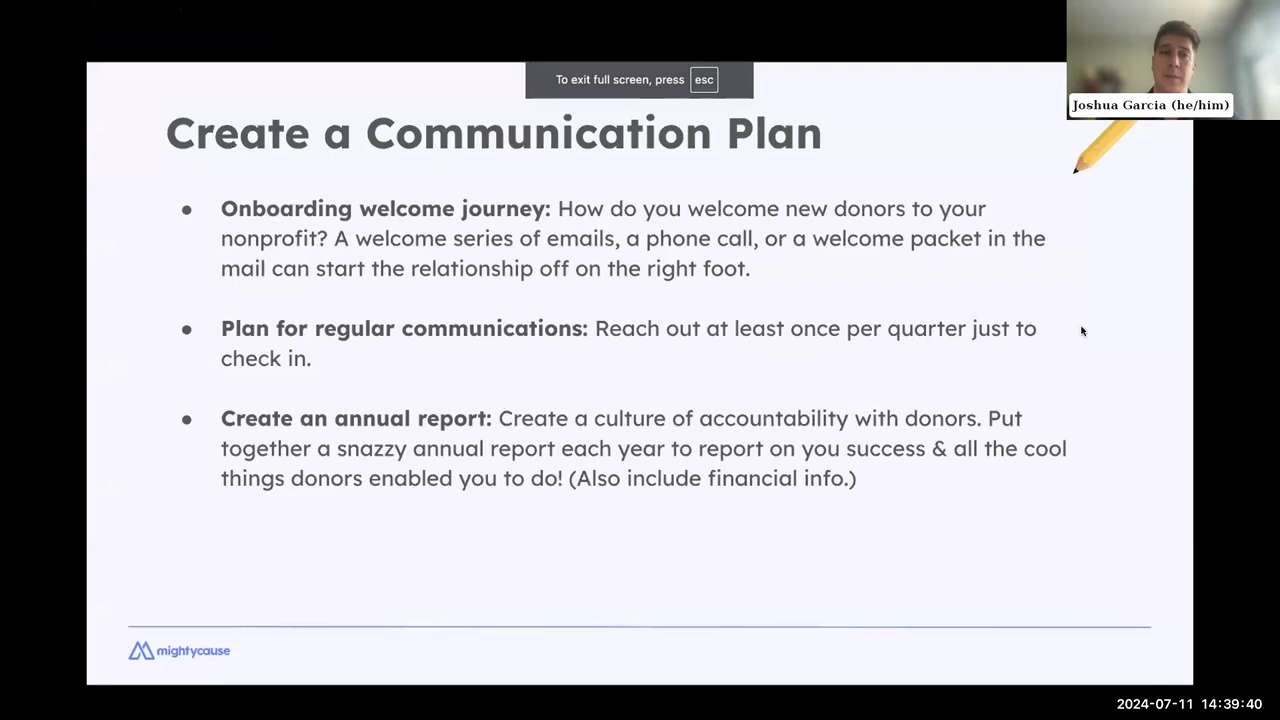 To exit full screen, press esc
Joshua Garcia (he/him)
Create a Communication Plan
● Onboarding welcome journey: How do you welcome new donors to your
nonprofit? A welcome series of emails, a phone call, or a welcome packet in the
mail can start the relationship off on the right foot.
● Plan for regular communications: Reach out at least once per quarter just to
check in.
● Create an annual report: Create a culture of accountability with donors. Put
together a snazzy annual report each year to report on you success & all the cool
things donors enabled you to do! (Also include financial info.)
mightycause
2024-07-11 14:39:40